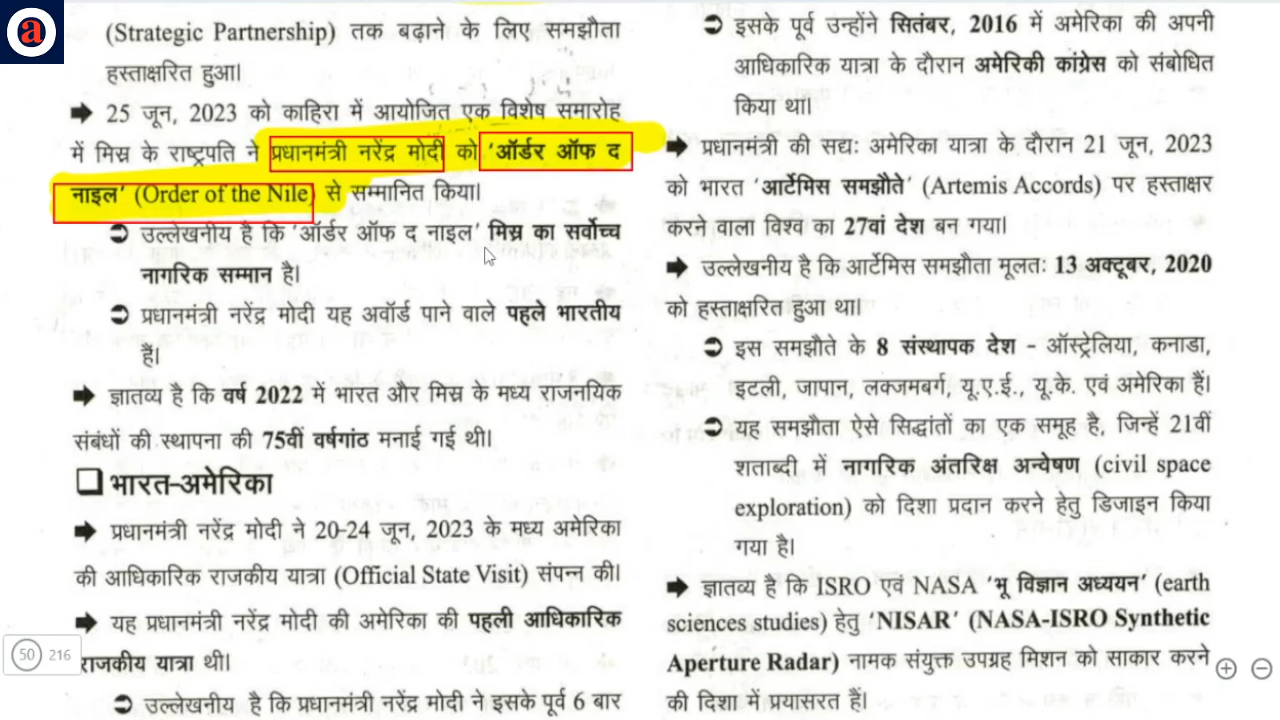 a
(Strategic Partnership) तक बढ़ाने के लिए समझौता
हस्ताक्षरित हुआ।
25 जून, 2023 को काहिरा में आयोजित एक विशेष समारोह
में मिस्र के राष्ट्रपति ने प्रधानमंत्री नरेंद्र मोदी को 'ऑर्डर ऑफ द
नाइल' (Order of the Nile) से सम्मानित किया।
उल्लेखनीय है कि 'ऑर्डर ऑफ द नाइल' मिस्र का सर्वोच्च
नागरिक सम्मान है।
प्रधानमंत्री नरेंद्र मोदी यह अवॉर्ड पाने वाले पहले भारतीय
हैं।
ज्ञातव्य है कि वर्ष 2022 में भारत और मिस्र के मध्य राजनयिक
संबंधों की स्थापना की 75वीं वर्षगांठ मनाई गई थी।
भारत-अमेरिका
प्रधानमंत्री नरेंद्र मोदी ने 20-24 जून, 2023 के मध्य अमेरिका
की आधिकारिक राजकीय यात्रा (Official State Visit) संपन्न की।
यह प्रधानमंत्री नरेंद्र मोदी की अमेरिका की पहली आधिकारिक
राजकीय यात्रा थी।
उल्लेखनीय है कि प्रधानमंत्री नरेंद्र मोदी ने इसके पूर्व 6 बार
50 216
इसके पूर्व उन्होंने सितंबर, 2016 में अमेरिका की अपनी
आधिकारिक यात्रा के दौरान अमेरिकी कांग्रेस को संबोधित
किया था।
प्रधानमंत्री की सद्यः अमेरिका यात्रा के दौरान 21 जून, 2023
को भारत 'आर्टेमिस समझौते' (Artemis Accords) पर हस्ताक्षर
करने वाला विश्व का 27वां देश बन गया।
उल्लेखनीय है कि आर्टेमिस समझौता मूलतः 13 अक्टूबर, 2020
को हस्ताक्षरित हुआ था।
इस समझौते के 8 संस्थापक देश - ऑस्ट्रेलिया, कनाडा,
इटली, जापान, लक्जमबर्ग, यू.ए.ई., यू.के. एवं अमेरिका हैं।
यह समझौता ऐसे सिद्धांतों का एक समूह है, जिन्हें 21वीं
शताब्दी में नागरिक अंतरिक्ष अन्वेषण (civil space
exploration) को दिशा प्रदान करने हेतु डिजाइन किया
गया है।
ज्ञातव्य है कि ISRO एवं NASA 'भू विज्ञान अध्ययन' (earth
sciences studies) हेतु 'NISAR' (NASA-ISRO Synthetic
Aperture Radar) नामक संयुक्त उपग्रह मिशन को साकार करने
की दिशा में प्रयासरत हैं।